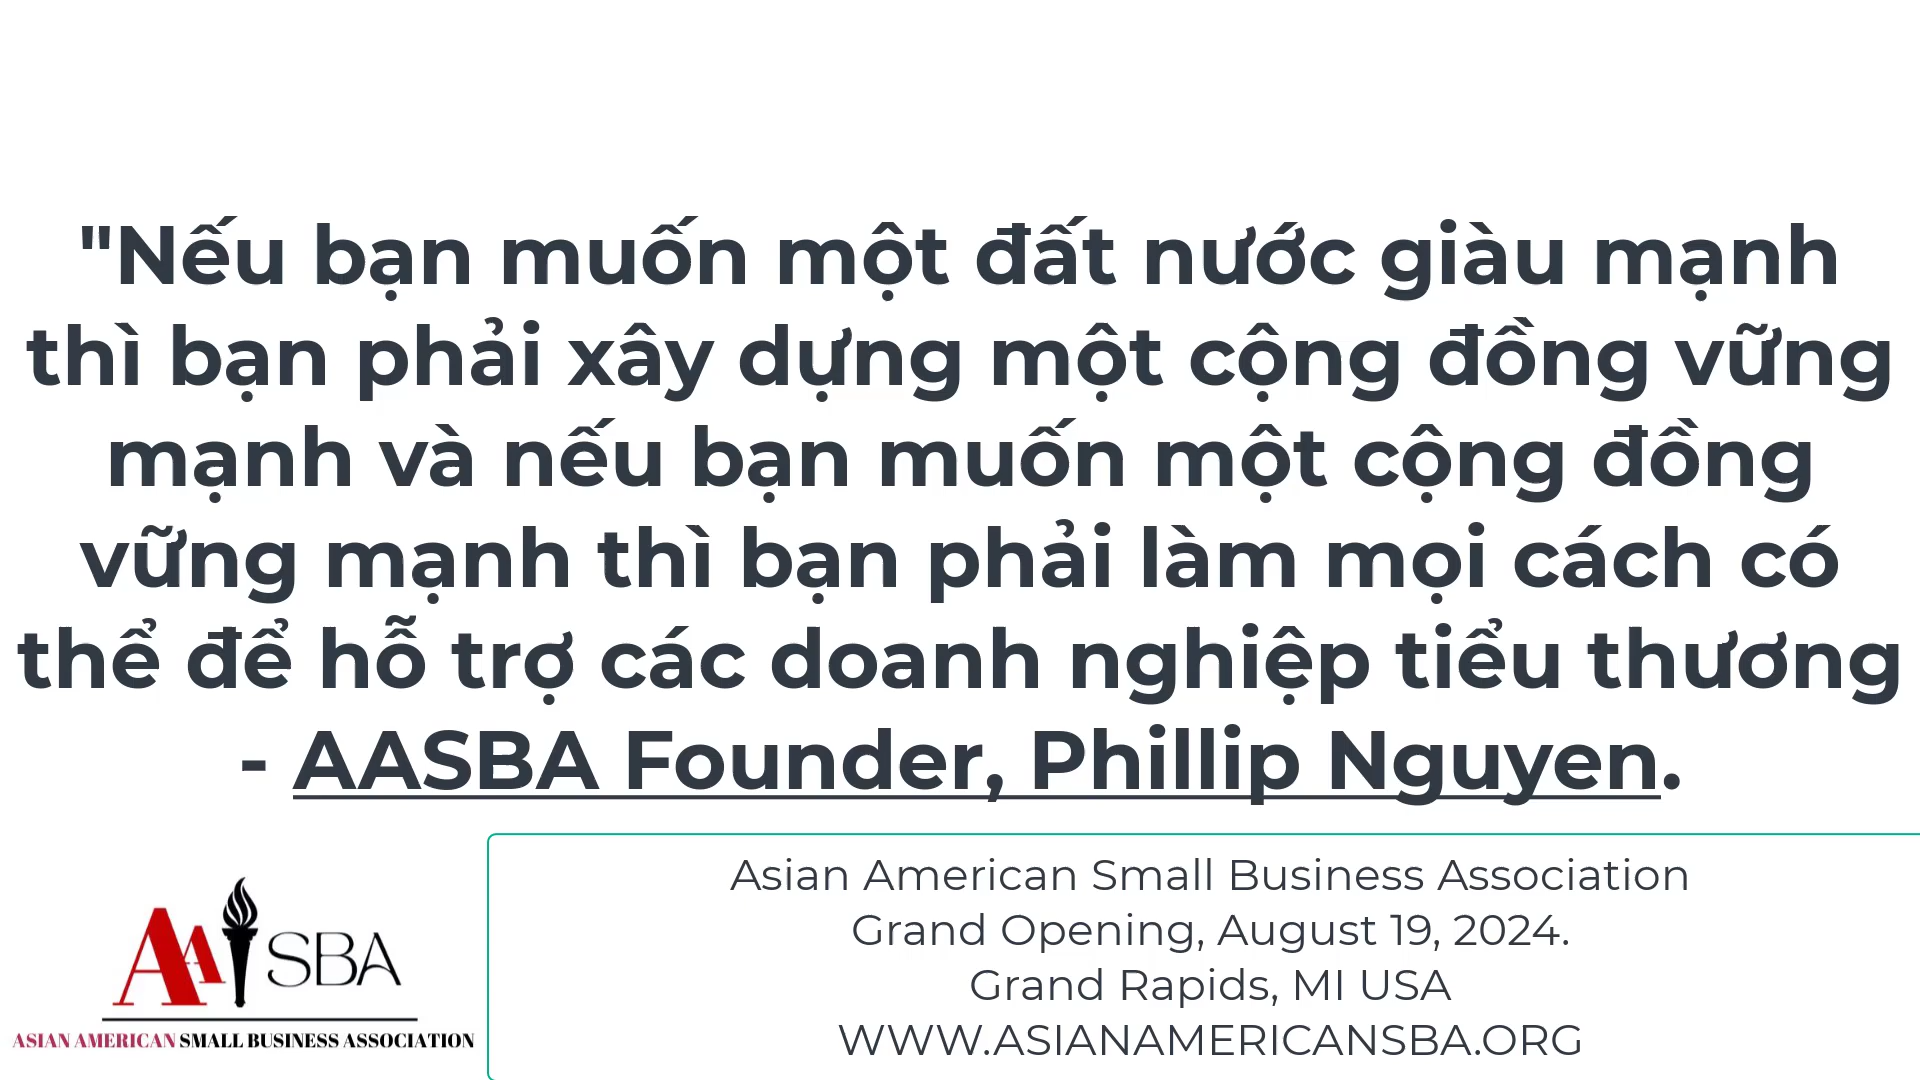 "Nếu bạn muốn một đất nước giàu mạnh
thì bạn phải xây dựng một cộng đồng vững
mạnh và nếu bạn muốn một cộng đồng
vững mạnh thì bạn phải làm mọi cách có
thể để hỗ trợ các doanh nghiệp tiểu thương
- AASBA Founder, Phillip Nguyen.
AA SBA
ASIAN AMERICAN SMALL BUSINESS ASSOCIATION
Asian American Small Business Association
Grand Opening, August 19, 2024.
Grand Rapids, MI USA
WWW.ASIANAMERICANSBA.ORG